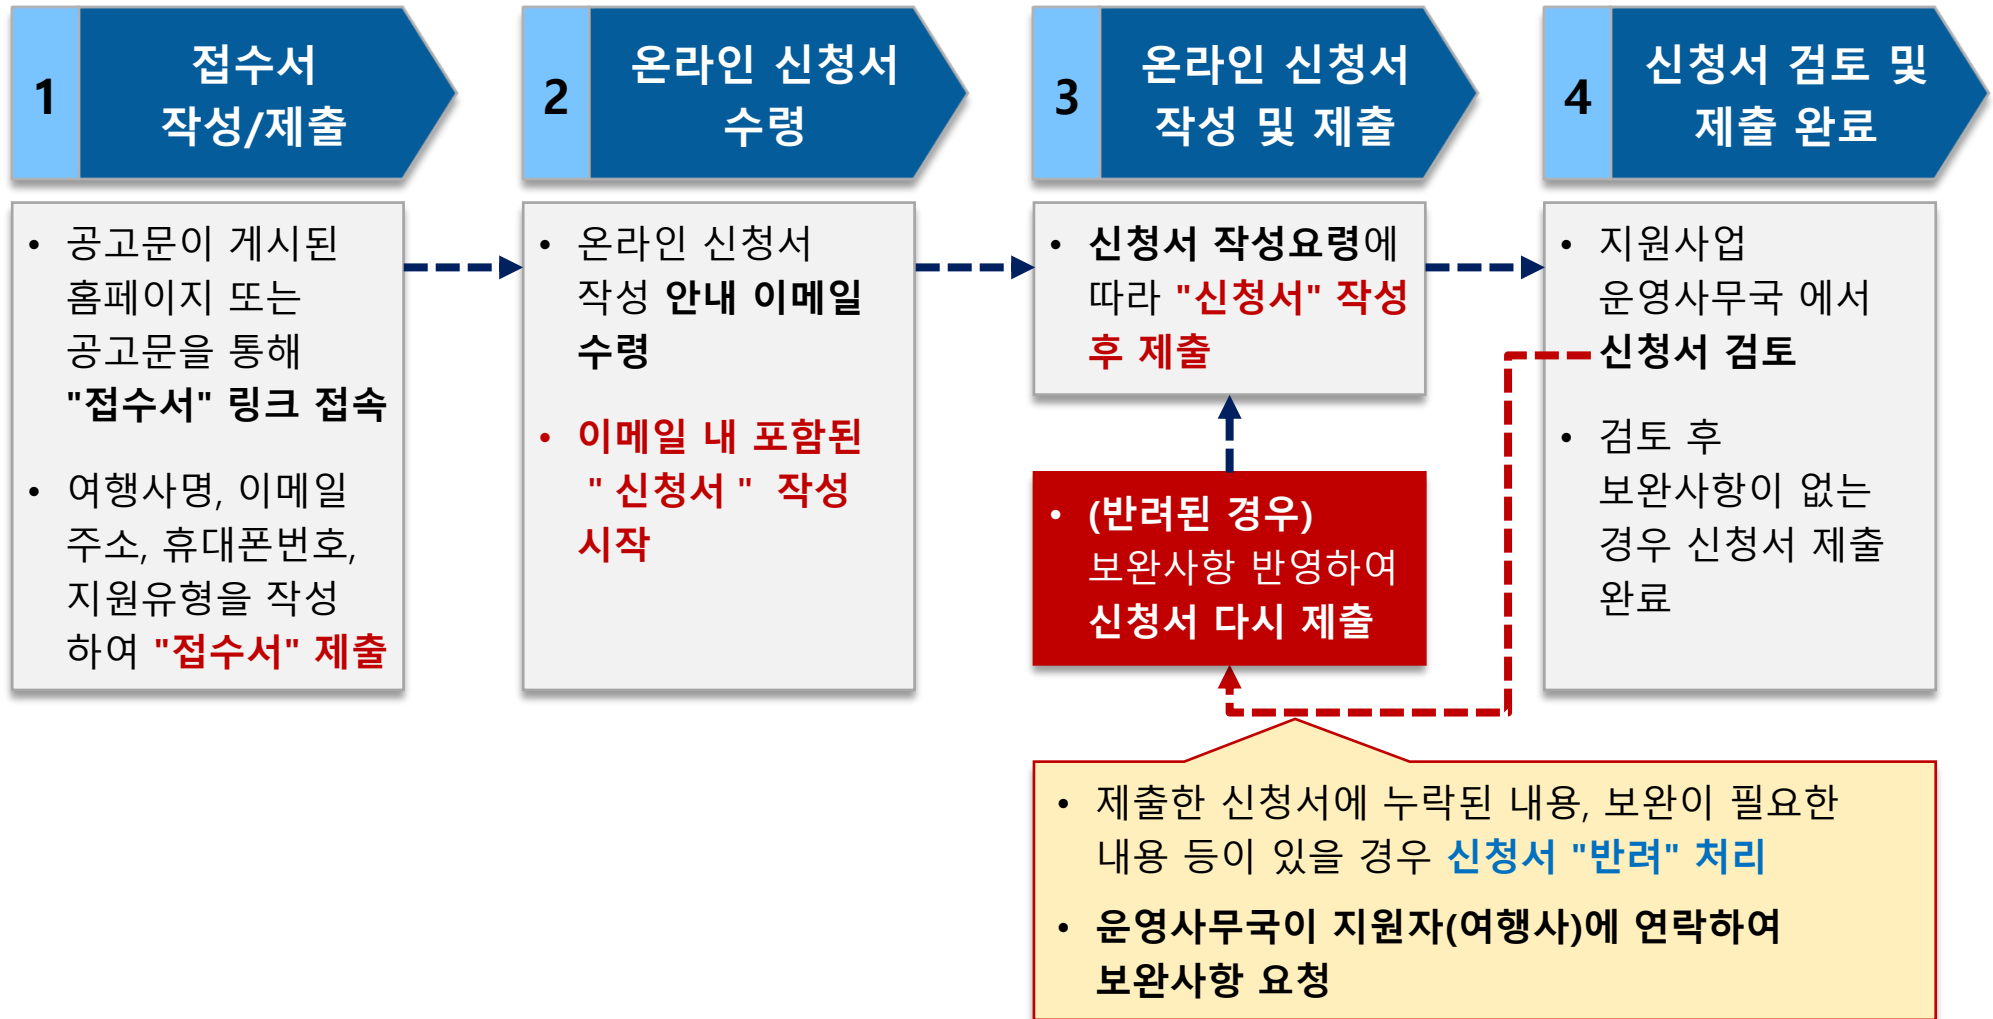 1
접수서
작성/제출
2
온라인 신청서
수령
3
온라인 신청서
작성 및 제출
4
신청서 검토 및
제출 완료
• 공고문이 게시된
홈페이지 또는
공고문을 통해
"접수서" 링크 접속
• 여행사명, 이메일
주소, 휴대폰번호,
지원유형을 작성
하여 "접수서" 제출
• 온라인 신청서
작성 안내 이메일
수령
• 이메일 내 포함된
" 신청서 " 작성
시작
• 신청서 작성요령에
따라 "신청서" 작성
후 제출
• (반려된 경우)
보완사항 반영하여
신청서 다시 제출
• 지원사업
운영사무국 에서
신청서 검토
• 검토 후
보완사항이 없는
경우 신청서 제출
완료
• 제출한 신청서에 누락된 내용, 보완이 필요한
내용 등이 있을 경우 신청서 "반려" 처리
• 운영사무국이 지원자(여행사)에 연락하여
보완사항 요청